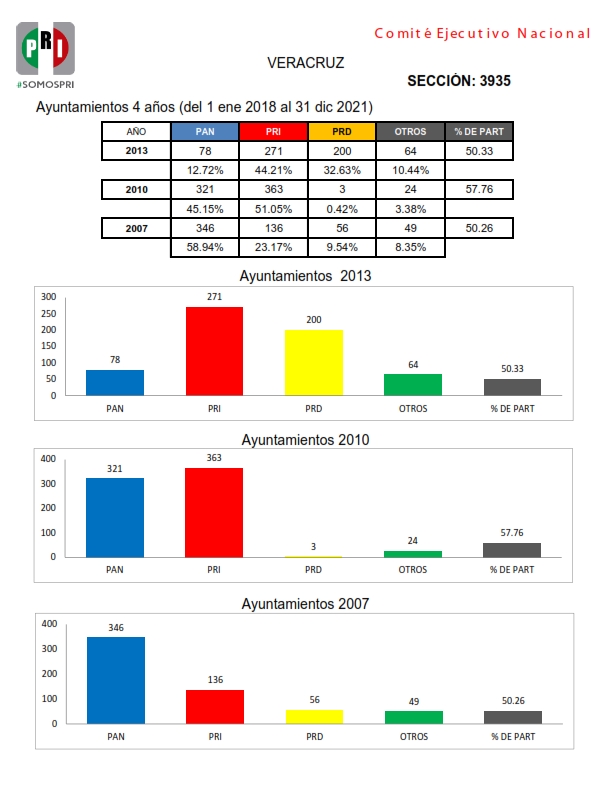 Comité Ejecutivo Nacional
PRI
#SOMOSPRI
VERACRUZ
SECCIÓN: 3935
Ayuntamientos 4 años (del 1 ene 2018 al 31 dic 2021)
AÑO PAN PRI PRD OTROS % DE PART
2013 78 271 200 64 50.33
12.72% 44.21% 32.63% 10.44%
2010 321 363 3 24 57.76
45.15% 51.05% 0.42% 3.38%
2007 346 136 56 49 50.26
58.94% 23.17% 9.54% 8.35%
Ayuntamientos 2013
300
250
200
150
100
50
0
78 271 200 64 50.33
PAN PRI PRD OTROS % DE PART
Ayuntamientos 2010
400
300
200
100
0
321 363 3 24 57.76
PAN PRI PRD OTROS % DE PART
Ayuntamientos 2007
400
300
200
100
0
346 136 56 49 50.26
PAN PRI PRD OTROS % DE PART